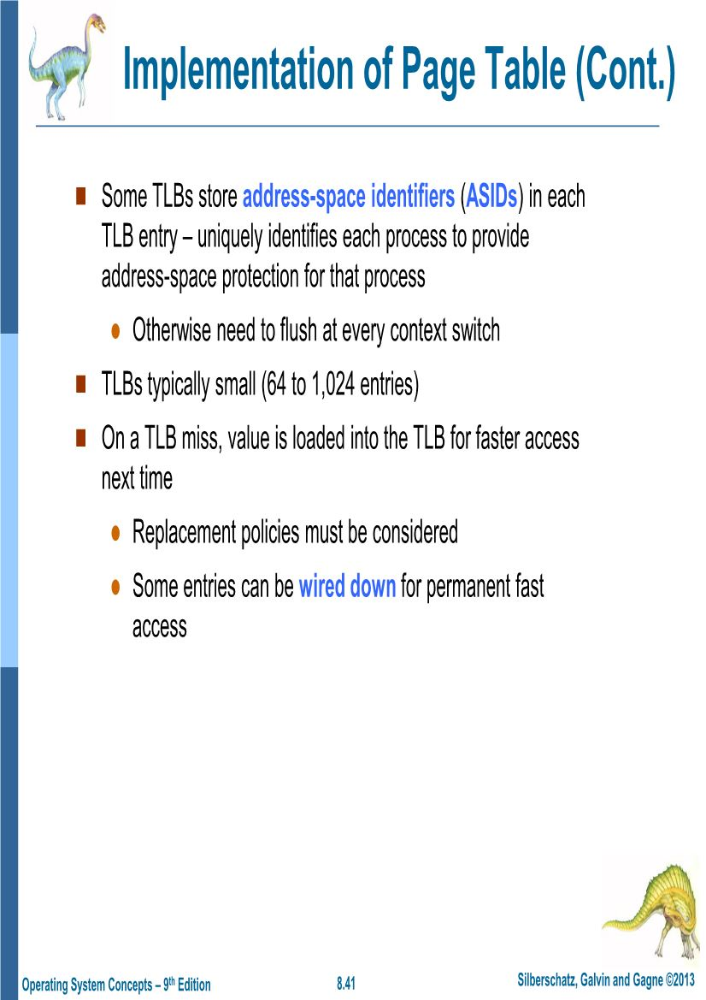 Implementation of Page Table (Cont.)
Some TLBs store address-space identifiers (ASIDs) in each
TLB entry – uniquely identifies each process to provide
address-space protection for that process
Otherwise need to flush at every context switch
TLBs typically small (64 to 1,024 entries)
On a TLB miss, value is loaded into the TLB for faster access
next time
Replacement policies must be considered
Some entries can be wired down for permanent fast
access
Operating System Concepts – 9th Edition
8.41
Silberschatz, Galvin and Gagne ©2013